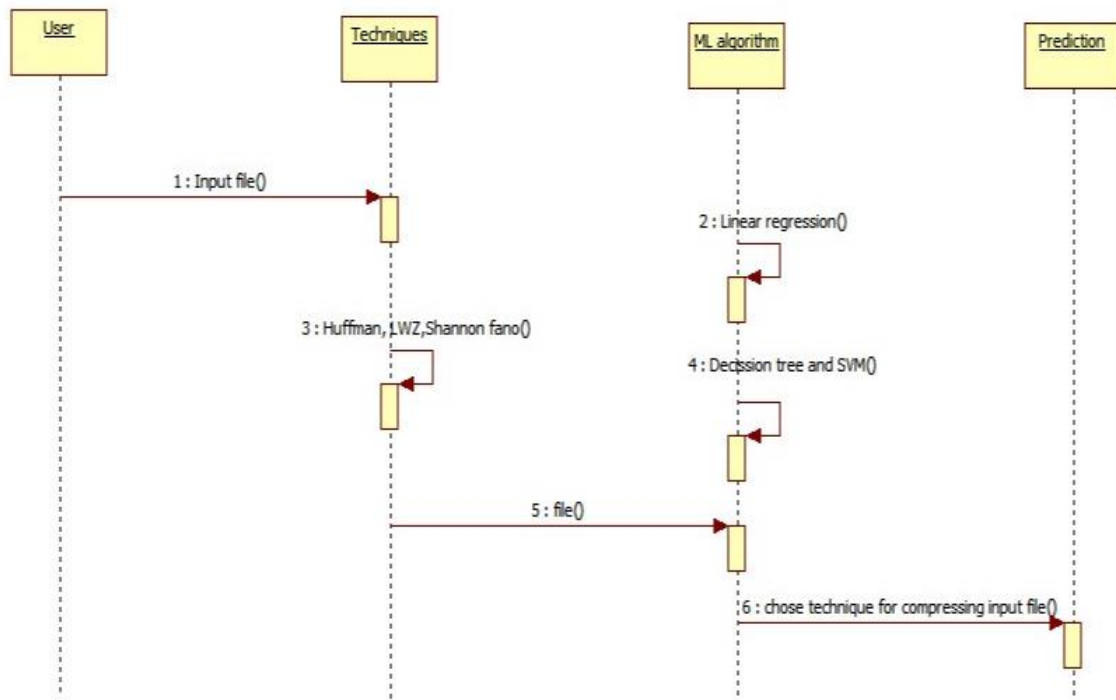 User
Techniques
ML algorithm
Prediction
1 : Input file()
2 : Linear regression()
3 : Huffman, LWZ,Shannon fano()
4 : Decission tree and SVM()
5 : file()
6 : chose technique for compressing input file()